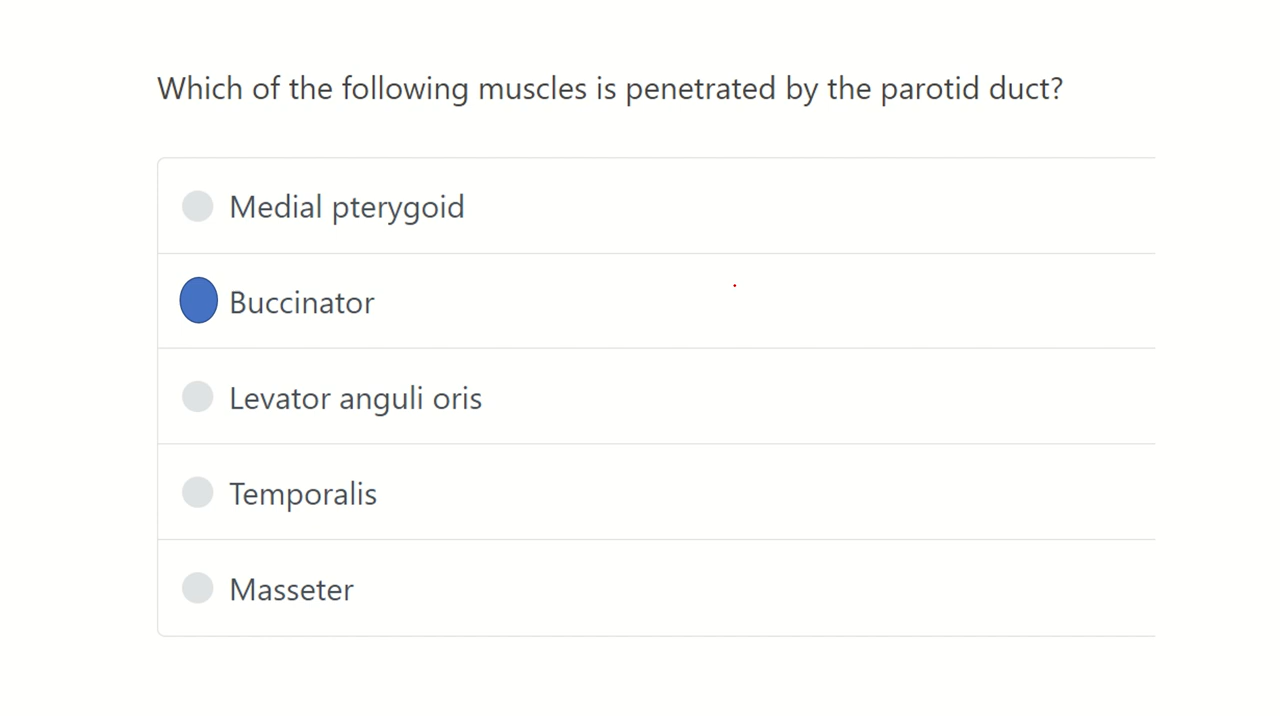 Which of the following muscles is penetrated by the parotid duct?
Medial pterygoid
Buccinator
Levator anguli oris
Temporalis
Masseter